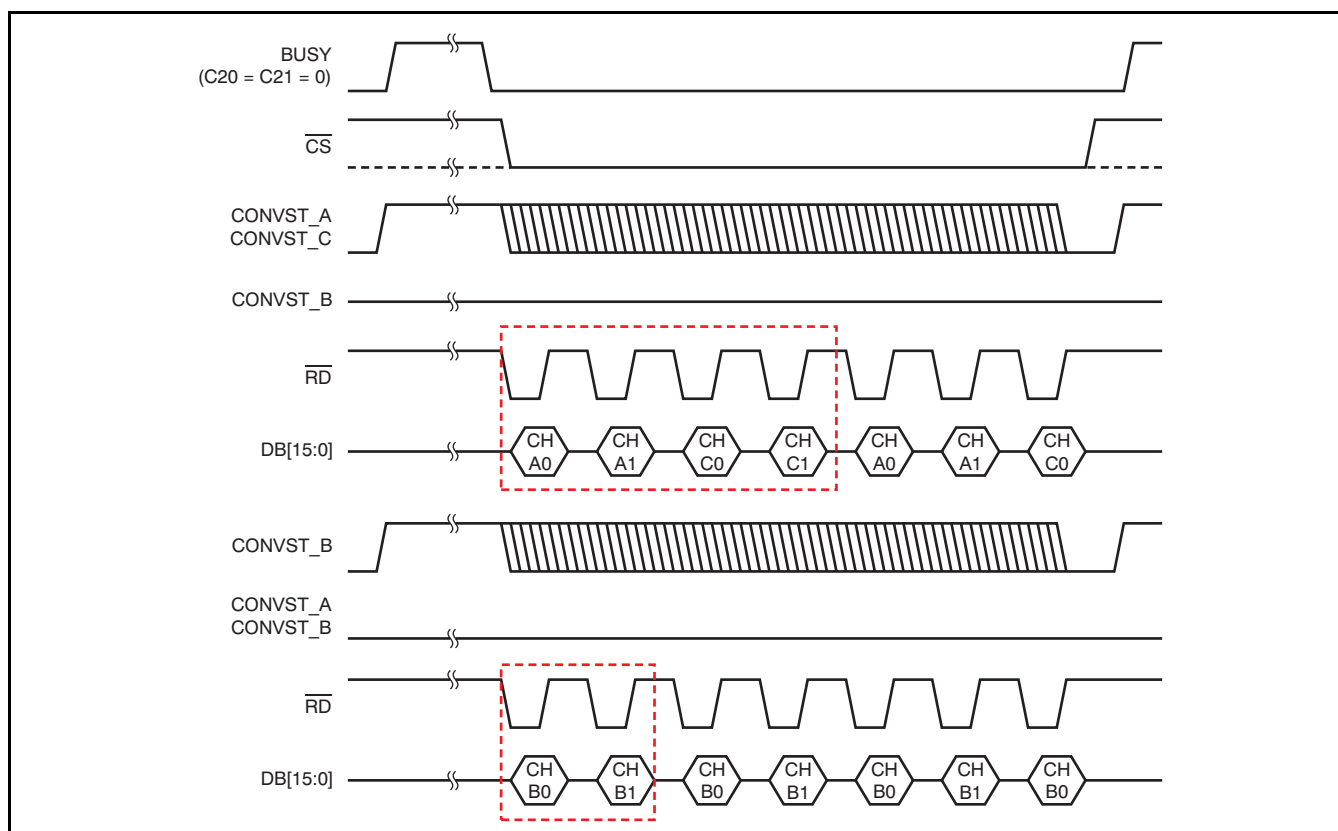 BUSY
(C20 = C21 = 0)
CS
CONVST_A
CONVST_C
CONVST_B
RD
DB[15:0]
CH A0
CH A1
CH C0
CH C1
CH A0
CH A1
CH C0
CONVST_B
CONVST_A
CONVST_B
RD
DB[15:0]
CH B0
CH B1
CH B0
CH B1
CH B0
CH B1
CH B0